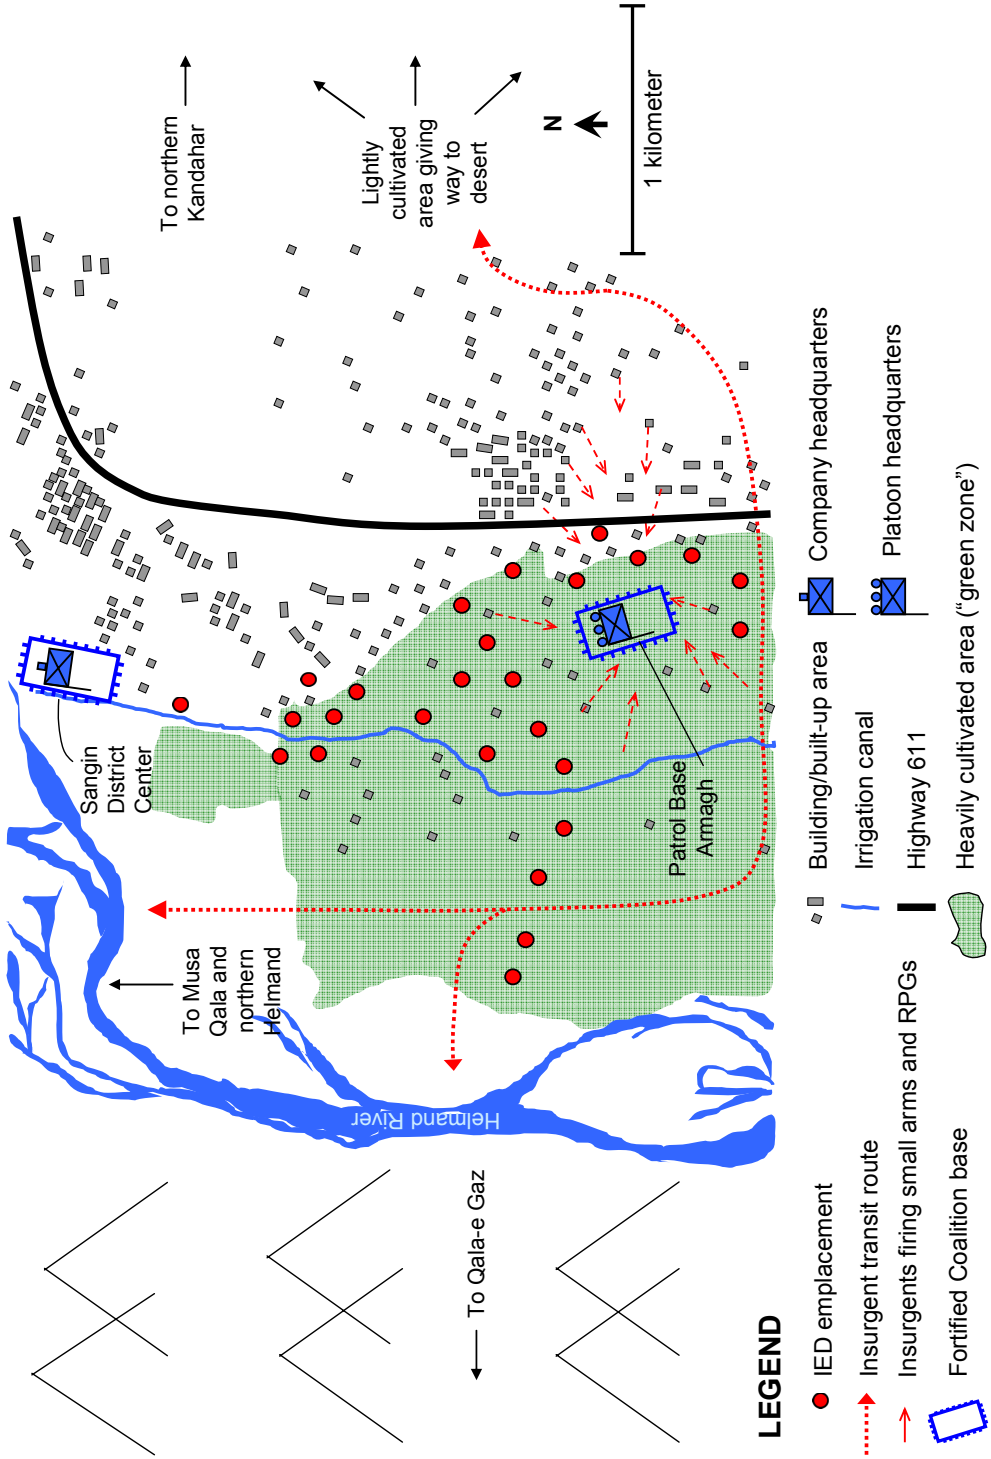 To northern
Kandahar
Lightly
cultivated
area giving
way to
desert
N
1 kilometer
Sangin
District
Center
To Musa
Qala and
northern
Helmand
Helmand River
To Qala-e Gaz
Patrol Base
Armagh
LEGEND
IED emplacement
Insurgent transit route
Insurgents firing small arms and RPGs
Fortified Coalition base
Building/built-up area
Irrigation canal
Highway 611
Heavily cultivated area (“green zone”)
Company headquarters
Platoon headquarters